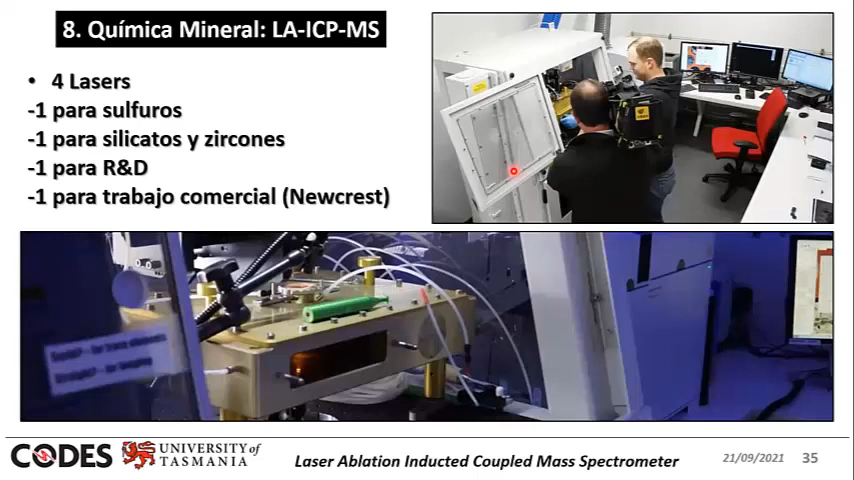 8. Química Mineral: LA-ICP-MS
• 4 Lasers
-1 para sulfuros
-1 para silicatos y zircones
-1 para R&D
-1 para trabajo comercial (Newcrest)
CODES
UNIVERSITY of
TASMANIA
Laser Ablation Inducted Coupled Mass Spectrometer
21/09/2021
35